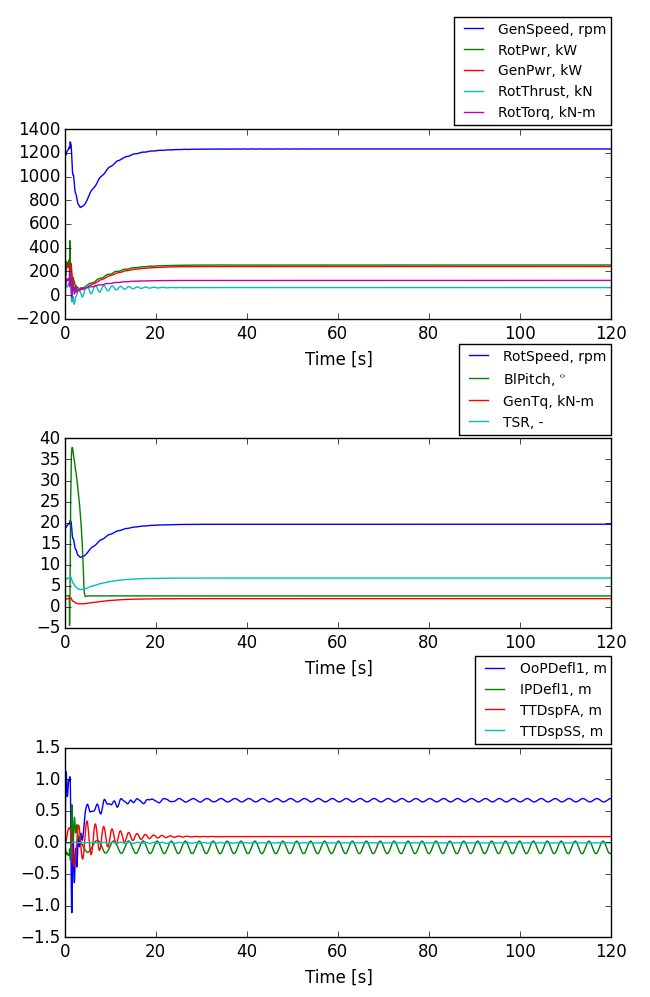 GenSpeed, rpm
RotPwr, kW
GenPwr, kW
RotThrust, kN
RotTorq, kN-m
1400
1200
1000
800
600
400
200
0
−200
0 20 40 60 80 100 120
Time [s]
RotSpeed, rpm
BlPitch, °
GenTq, kN-m
TSR, -
40
35
30
25
20
15
10
5
0
−5
0 20 40 60 80 100 120
Time [s]
OoPDefl1, m
IPDefl1, m
TTDspFA, m
TTDspSS, m
1.5
1.0
0.5
0.0
−0.5
−1.0
−1.5
0 20 40 60 80 100 120
Time [s]